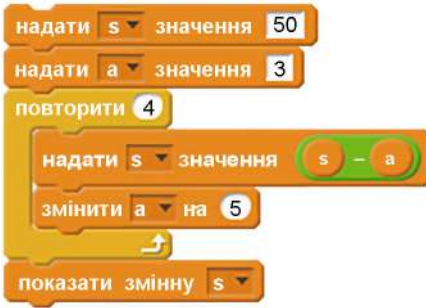 надати s значення 50
надати a значення 3
повторити 4
надати s значення s - a
змінити a на 5
показати змінну s